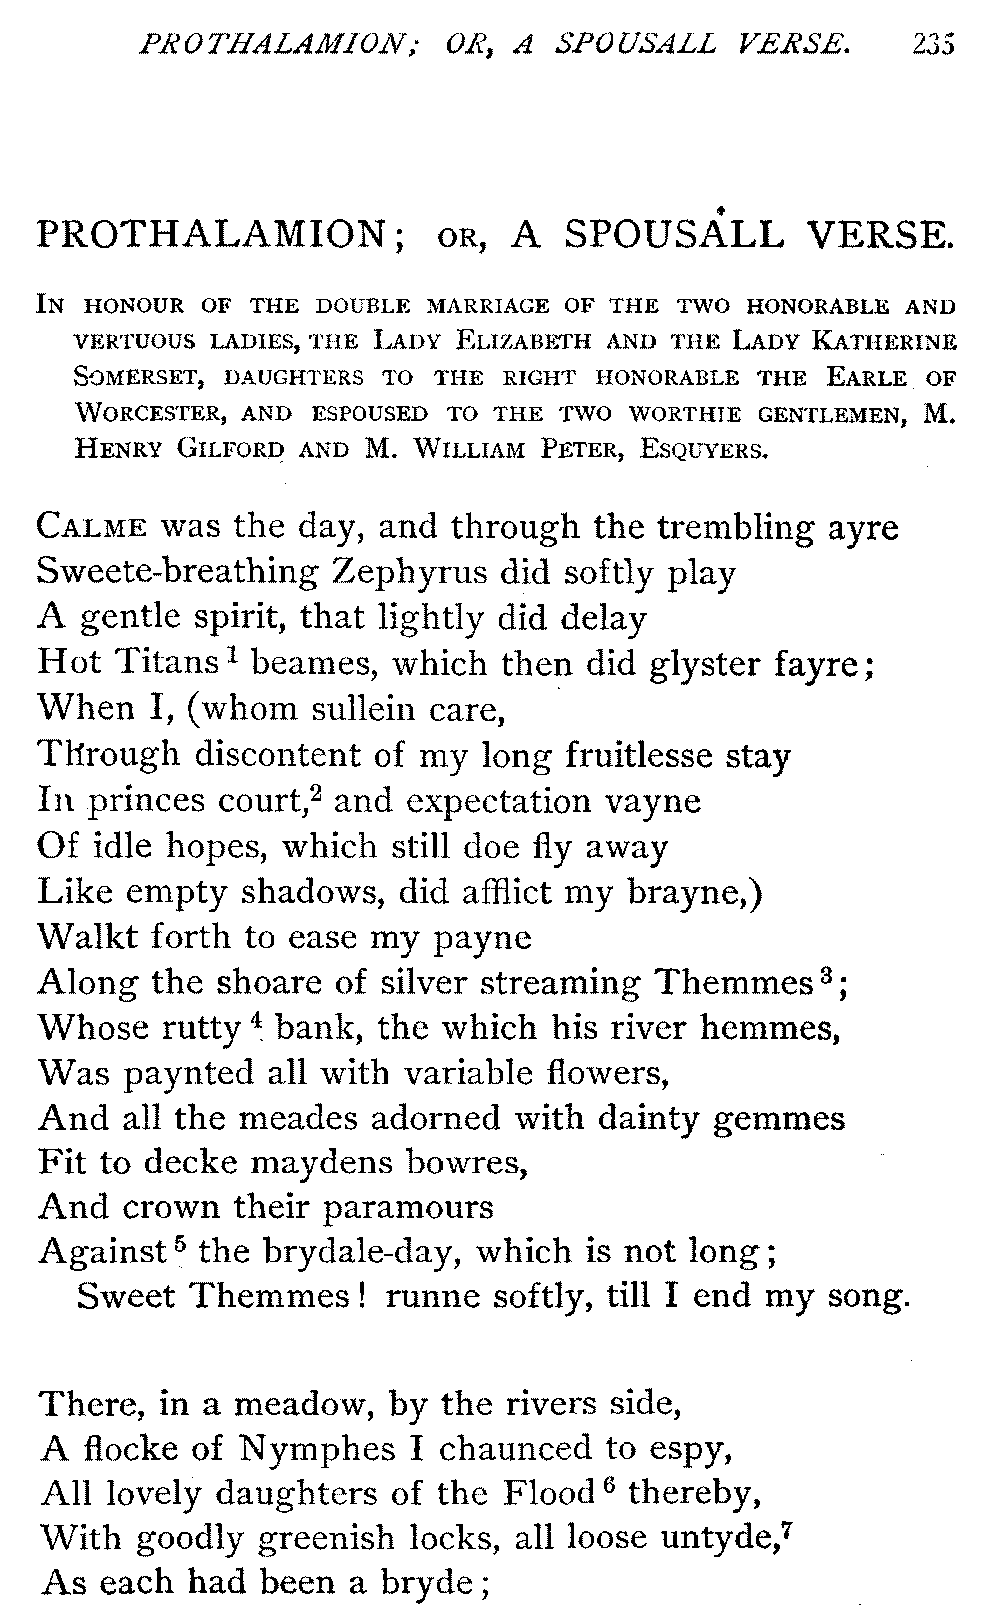 PROTHALAMION; OR, A SPOUSALL VERSE. 235
PROTHALAMION; OR, A SPOUSALL VERSE.
IN HONOUR OF THE DOUBLE MARRIAGE OF THE TWO HONORABLE AND
VERTUOUS LADIES, THE LADY ELIZABETH AND THE LADY KATHERINE
SOMERSET, DAUGHTERS TO THE RIGHT HONORABLE THE EARLE OF
WORCESTER, AND ESPOUSED TO THE TWO WORTHIE GENTLEMEN, M.
HENRY GILFORD AND M. WILLIAM PETER, ESQUYERS.
CALME was the day, and through the trembling ayre
Sweete-breathing Zephyrus did softly play
A gentle spirit, that lightly did delay
Hot Titans¹ beames, which then did glyster fayre;
When I, (whom sullein care,
Through discontent of my long fruitlesse stay
In princes court,² and expectation vayne
Of idle hopes, which still doe fly away
Like empty shadows, did afflict my brayne,)
Walkt forth to ease my payne
Along the shoare of silver streaming Themmes³;
Whose rutty⁴ bank, the which his river hemmes,
Was paynted all with variable flowers,
And all the meades adorned with dainty gemmes
Fit to decke maydens bowres,
And crown their paramours
Against⁵ the brydale-day, which is not long;
Sweet Themmes! runne softly, till I end my song.
There, in a meadow, by the rivers side,
A flocke of Nymphes I chaunced to espy,
All lovely daughters of the Flood⁶ thereby,
With goodly greenish locks, all loose untyde,⁷
As each had been a bryde;